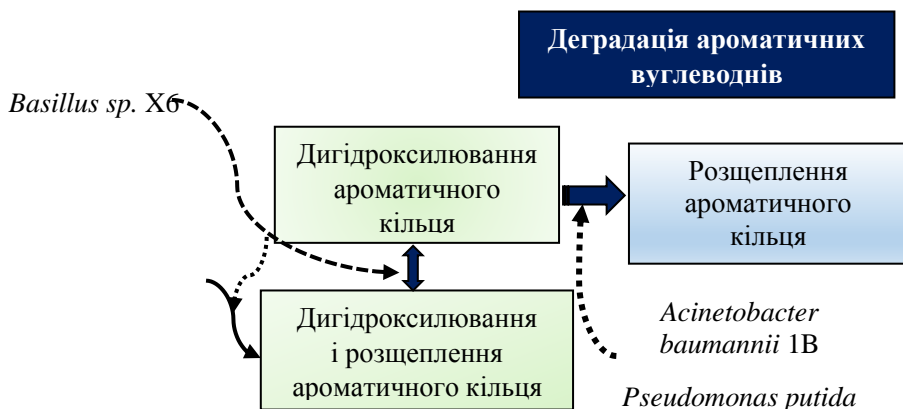 Деградація ароматичних
вуглеводнів
Basillus sp. X6
Дигідроксилювання
ароматичного
кільця
Розщеплення
ароматичного
кільця
Дигідроксилювання
і розщеплення
ароматичного кільця
Acinetobacter
baumannii 1B
Pseudomonas putida